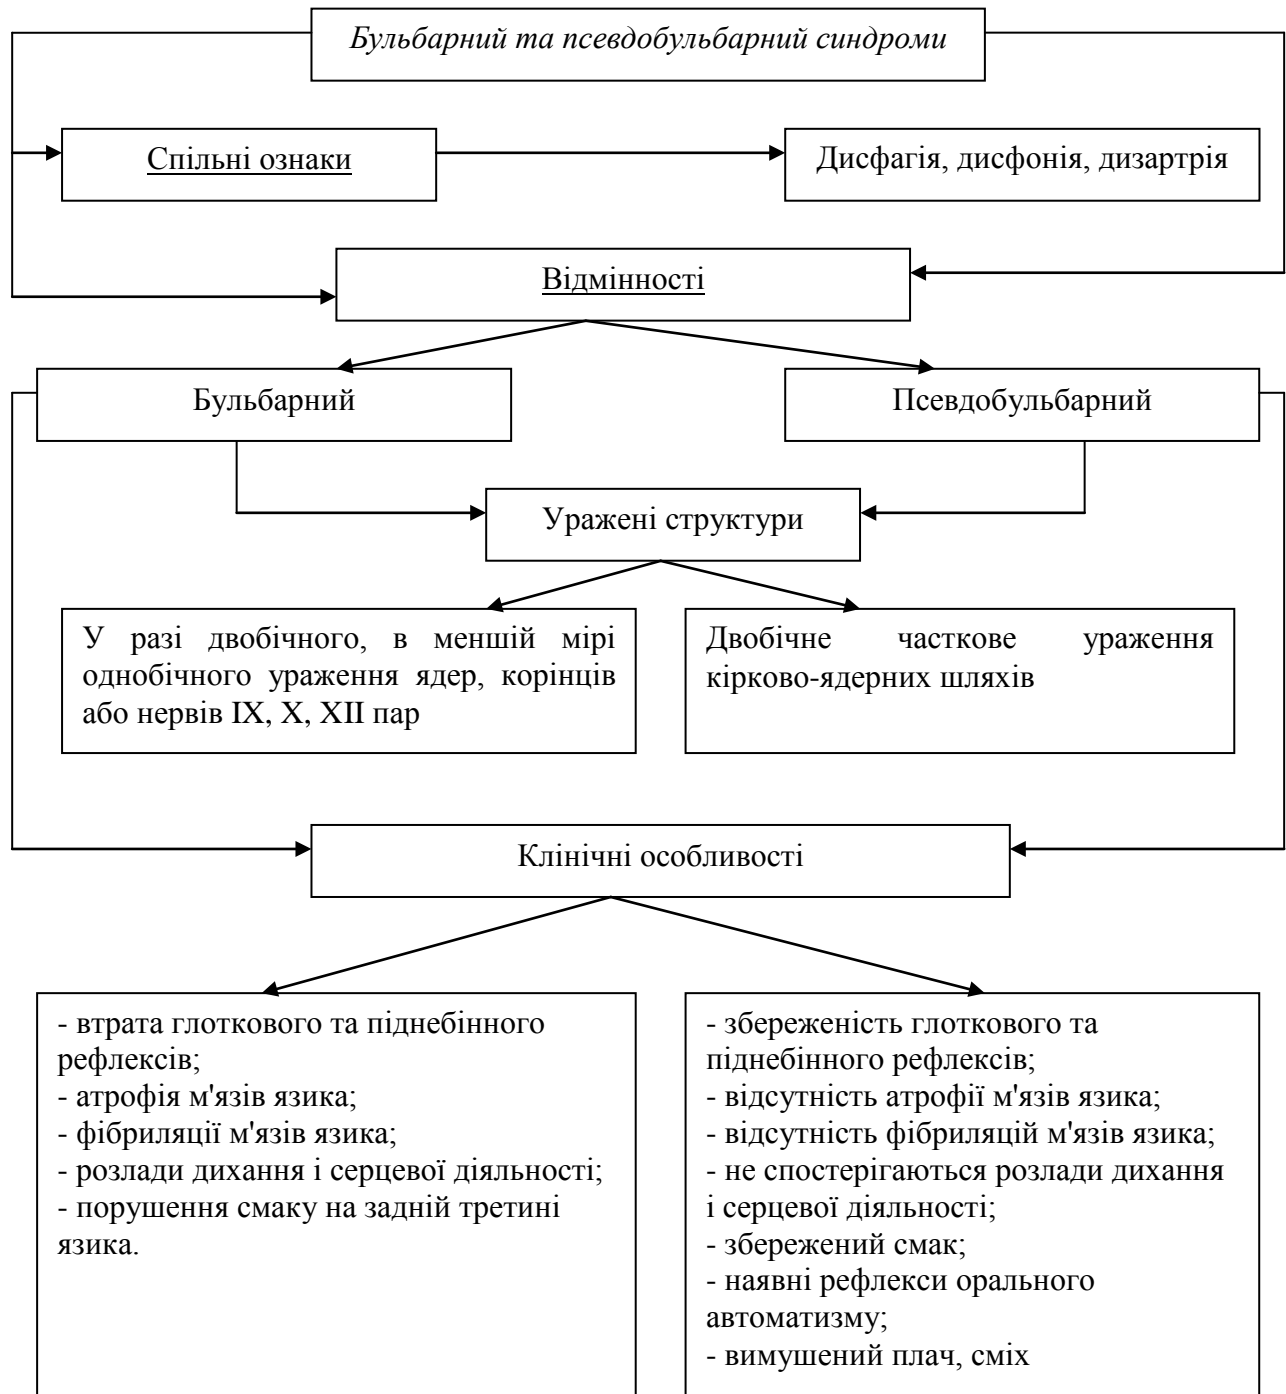 Бульбарний та псевдобульбарний синдроми
Спільні ознаки
Дисфагія, дисфонія, дизартрія
Відмінності
Бульбарний
Псевдобульбарний
Уражені структури
У разі двобічного, в меншій мірі
однобічного ураження ядер, корінців
або нервів IX, X, XII пар
Двобічне часткове ураження
кірково-ядерних шляхів
Клінічні особливості
- втрата глоткового та піднебінного
рефлексів;
- атрофія м'язів язика;
- фібриляції м'язів язика;
- розлади дихання і серцевої діяльності;
- порушення смаку на задній третині
язика.
- збереженість глоткового та
піднебінного рефлексів;
- відсутність атрофії м'язів язика;
- відсутність фібриляцій м'язів язика;
- не спостерігаються розлади дихання
і серцевої діяльності;
- збережений смак;
- наявні рефлекси орального
автоматизму;
- вимушений плач, сміх